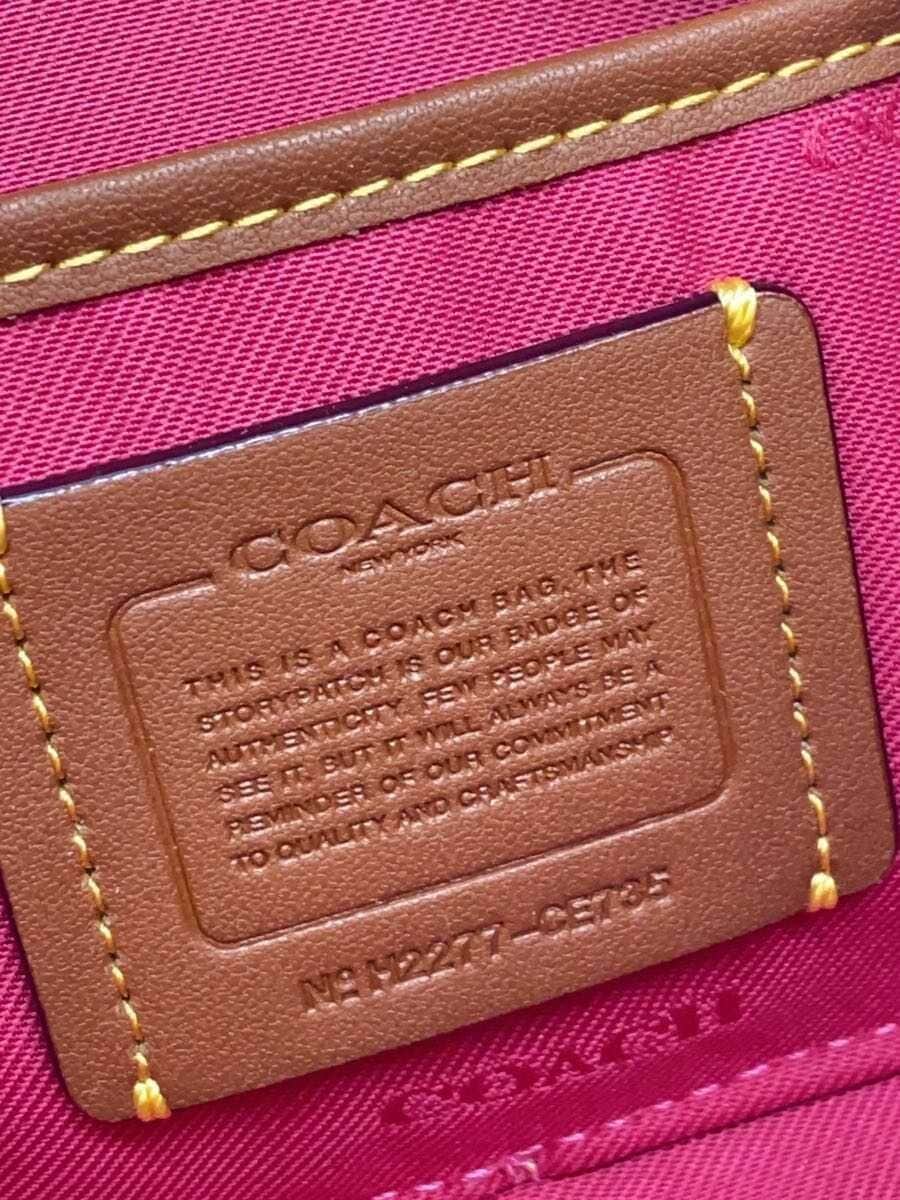 COACH
NEW YORK
THIS IS A COACH BAG. THE
STORYPATCH IS OUR BADGE OF
AUTHENTICITY. FEW PEOPLE MAY
SEE IT, BUT IT WILL ALWAYS BE A
REMINDER OF OUR COMMITMENT
TO QUALITY AND CRAFTSMANSHIP
Nº H2277-CE735
COACH